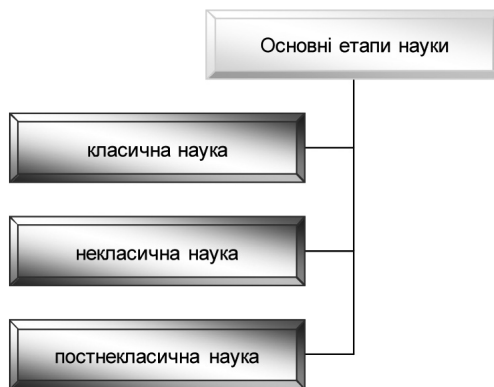 Основні етапи науки
класична наука
некласична наука
постнекласична наука